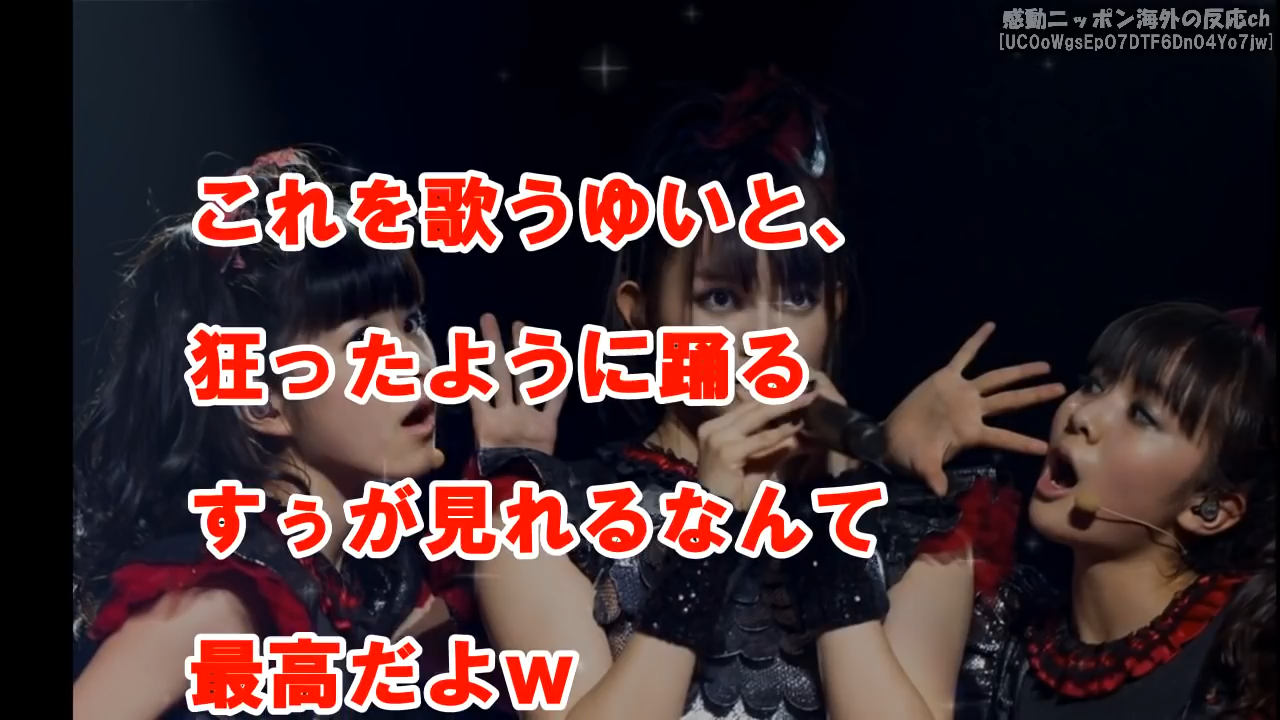 感動ニッポン海外の反応ch
[UCOoWgsEpO7DTF6DnO4Yo7jw]
これを歌うゆいと、
狂ったように踊る
すぅが見れるなんて
最高だよw